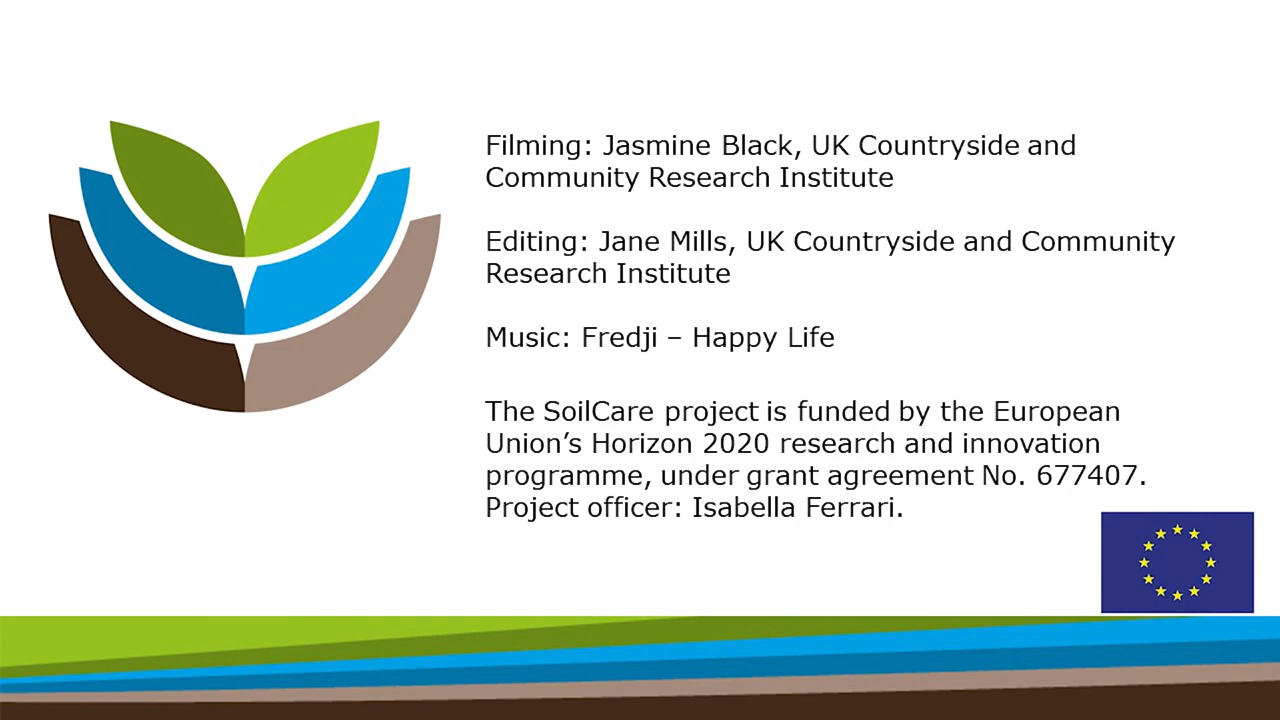 Filming: Jasmine Black, UK Countryside and
Community Research Institute
Editing: Jane Mills, UK Countryside and Community
Research Institute
Music: Fredji – Happy Life
The SoilCare project is funded by the European
Union’s Horizon 2020 research and innovation
programme, under grant agreement No. 677407.
Project officer: Isabella Ferrari.